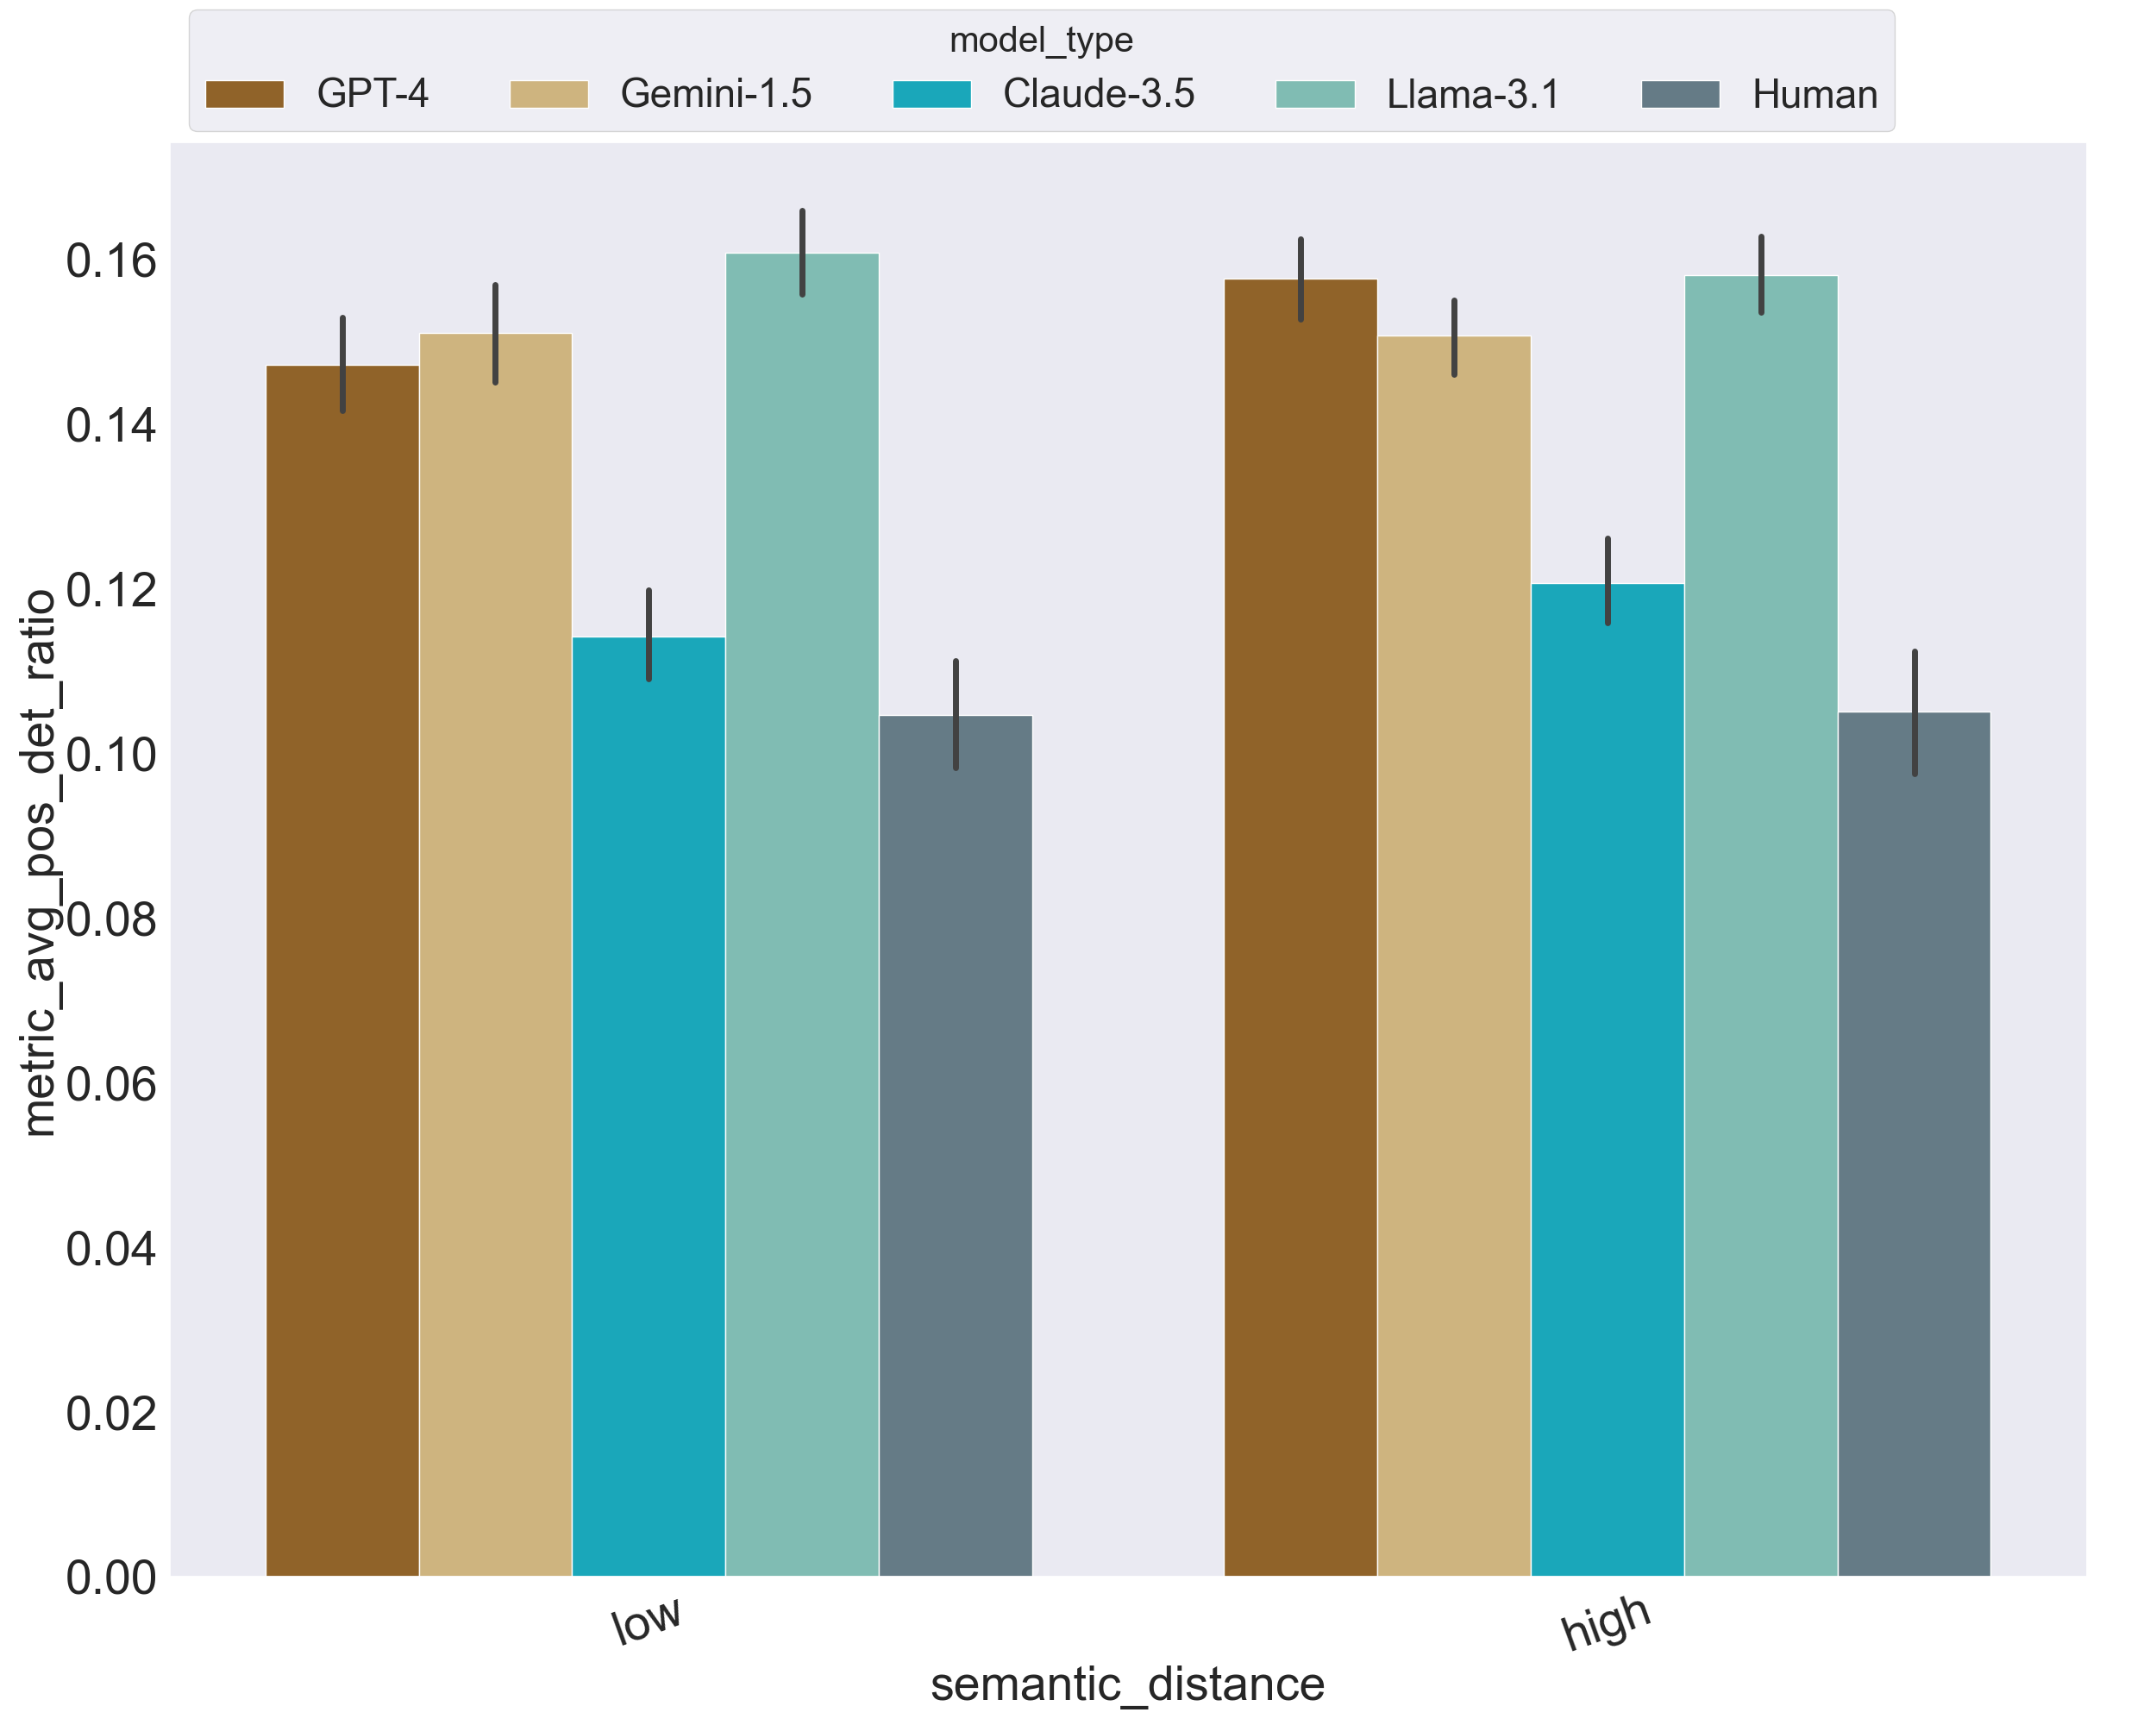 model_type
GPT-4 Gemini-1.5 Claude-3.5 Llama-3.1 Human
metric_avg_pos_det_ratio
0.16
0.14
0.12
0.10
0.08
0.06
0.04
0.02
0.00
low high
semantic_distance